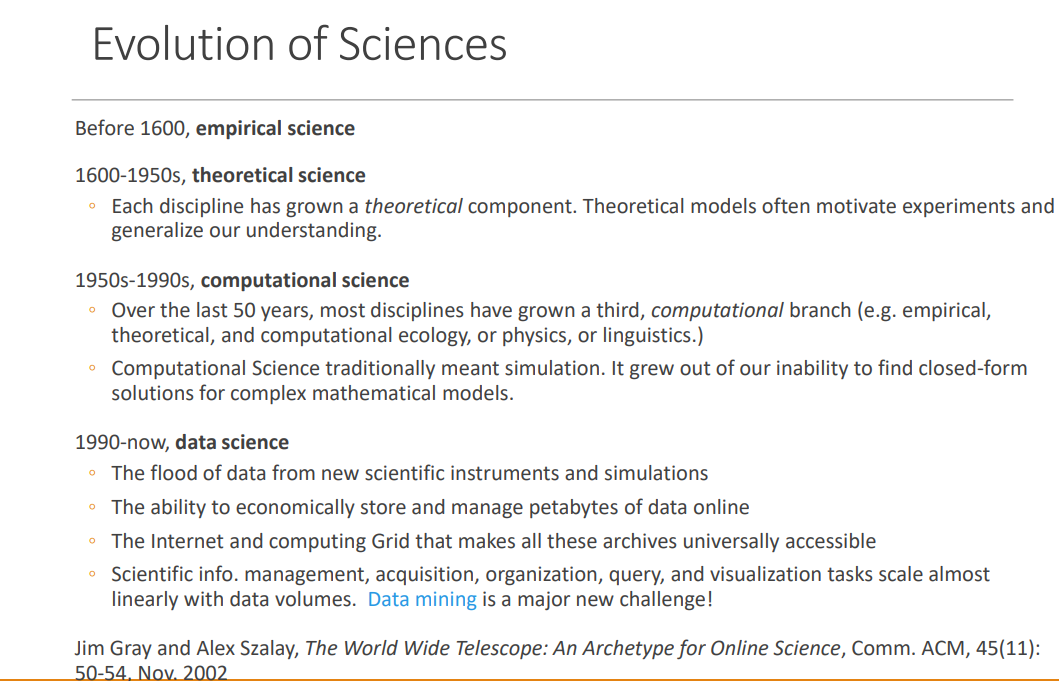 Evolution of Sciences
Before 1600, empirical science
1600-1950s, theoretical science
◦ Each discipline has grown a theoretical component. Theoretical models often motivate experiments and
generalize our understanding.
1950s-1990s, computational science
◦ Over the last 50 years, most disciplines have grown a third, computational branch (e.g. empirical,
theoretical, and computational ecology, or physics, or linguistics.)
◦ Computational Science traditionally meant simulation. It grew out of our inability to find closed-form
solutions for complex mathematical models.
1990-now, data science
◦ The flood of data from new scientific instruments and simulations
◦ The ability to economically store and manage petabytes of data online
◦ The Internet and computing Grid that makes all these archives universally accessible
◦ Scientific info. management, acquisition, organization, query, and visualization tasks scale almost
linearly with data volumes. Data mining is a major new challenge!
Jim Gray and Alex Szalay, The World Wide Telescope: An Archetype for Online Science, Comm. ACM, 45(11):
50-54, Nov. 2002